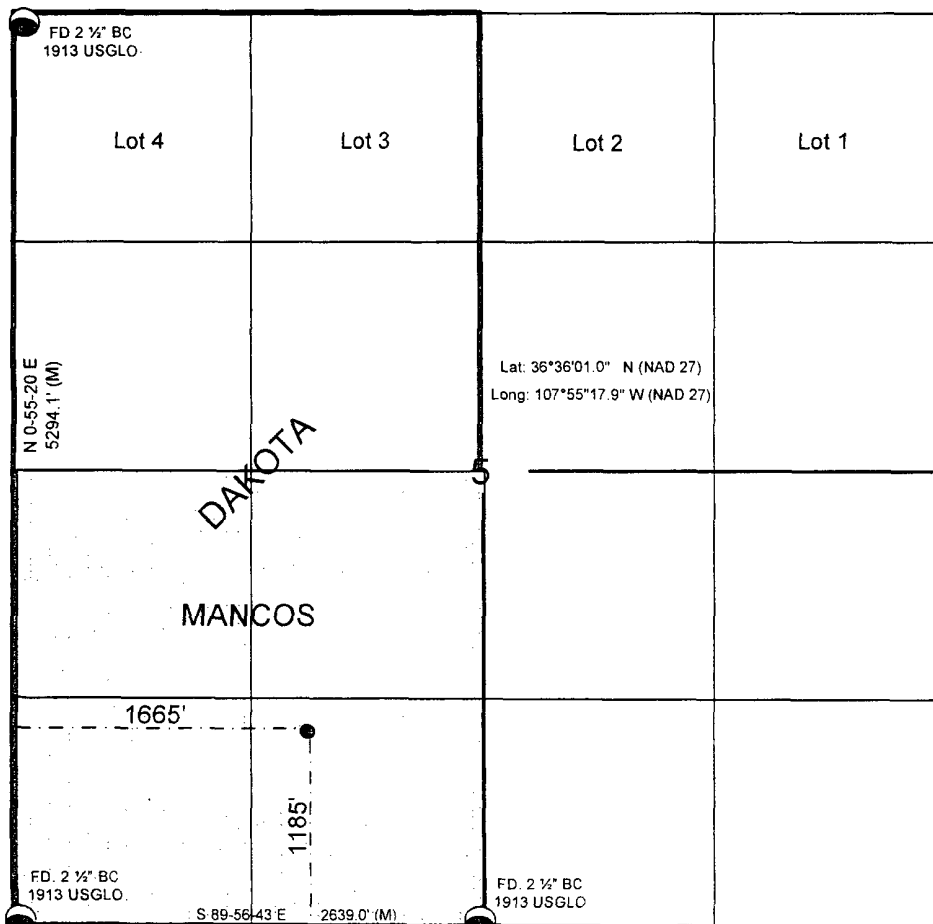 FD 2 ½" BC
1913 USGLO
Lot 4
Lot 3
Lot 2
Lot 1
N 0-55-20 E
5294.1' (M)
Lat: 36°36'01.0" N (NAD 27)
Long: 107°55"17.9" W (NAD 27)
DAKOTA
5
MANCOS
1665'
1185'
FD. 2 ½" BC
1913 USGLO.
S 89-56-43 E 2639.0' (M)
FD. 2 ½" BC
1913 USGLO